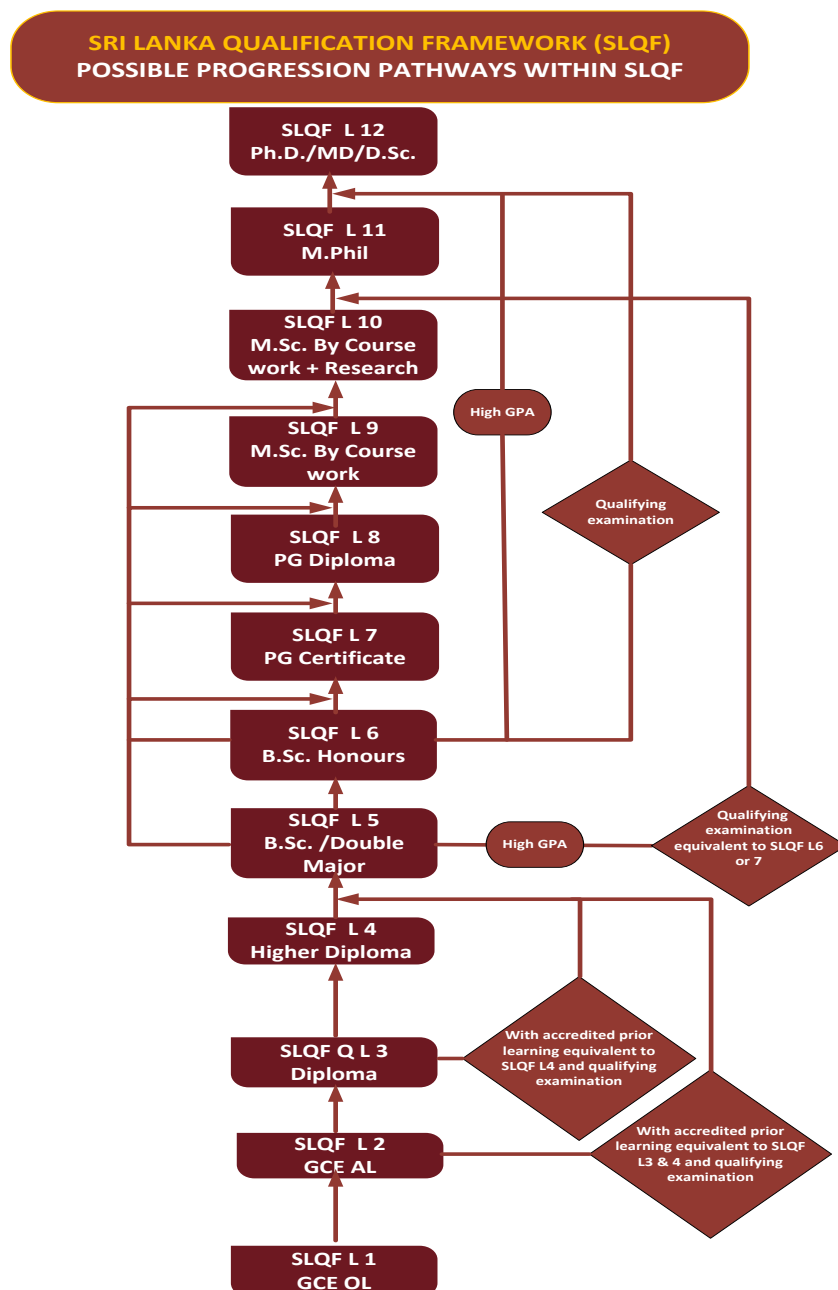 SRI LANKA QUALIFICATION FRAMEWORK (SLQF)
POSSIBLE PROGRESSION PATHWAYS WITHIN SLQF
SLQF L 12
Ph.D./MD/D.Sc.
SLQF L 11
M.Phil
SLQF L 10
M.Sc. By Course
work + Research
High GPA
SLQF L 9
M.Sc. By Course
work
Qualifying
examination
SLQF L 8
PG Diploma
SLQF L 7
PG Certificate
SLQF L 6
B.Sc. Honours
SLQF L 5
B.Sc. /Double
Major
High GPA
Qualifying
examination
equivalent to SLQF L6
or 7
SLQF L 4
Higher Diploma
SLQF Q L 3
Diploma
With accredited prior
learning equivalent to
SLQF L4 and qualifying
examination
SLQF L 2
GCE AL
With accredited prior
learning equivalent to SLQF
L3 & 4 and qualifying
examination
SLQF L 1
GCE OL